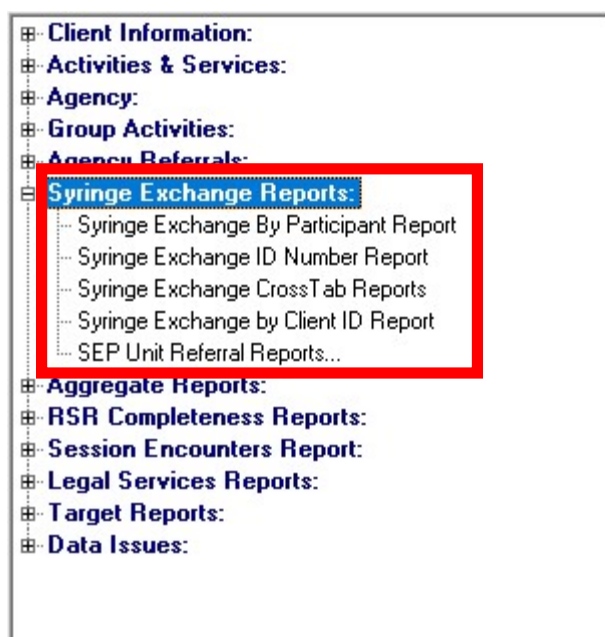 Client Information:
Activities & Services:
Agency:
Group Activities:
Agency Referrals:
Syringe Exchange Reports:
Syringe Exchange By Participant Report
Syringe Exchange ID Number Report
Syringe Exchange CrossTab Reports
Syringe Exchange by Client ID Report
SEP Unit Referral Reports...
Aggregate Reports:
RSR Completeness Reports:
Session Encounters Report:
Legal Services Reports:
Target Reports:
Data Issues: